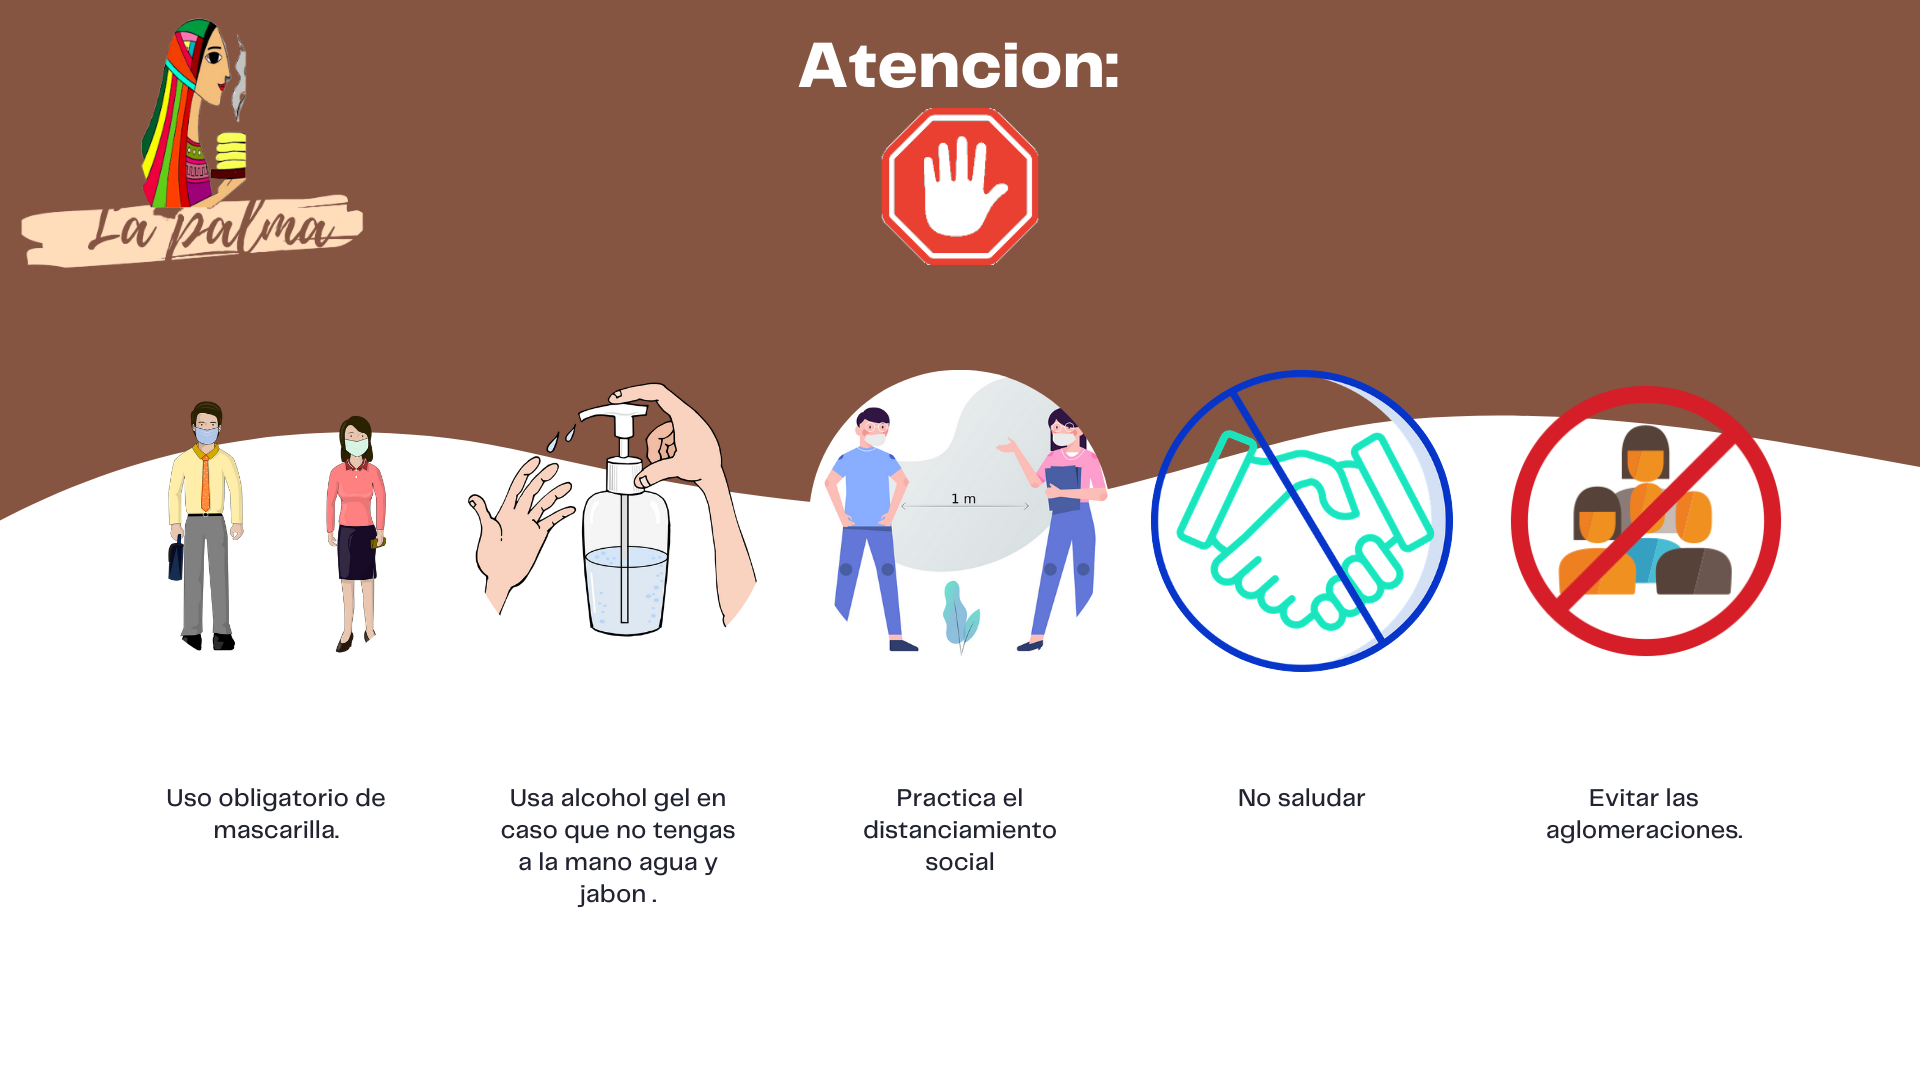 Atencion:
La palma
1 m
Uso obligatorio de
mascarilla.
Usa alcohol gel en
caso que no tengas
a la mano agua y
jabon .
Practica el
distanciamiento
social
No saludar
Evitar las
aglomeraciones.